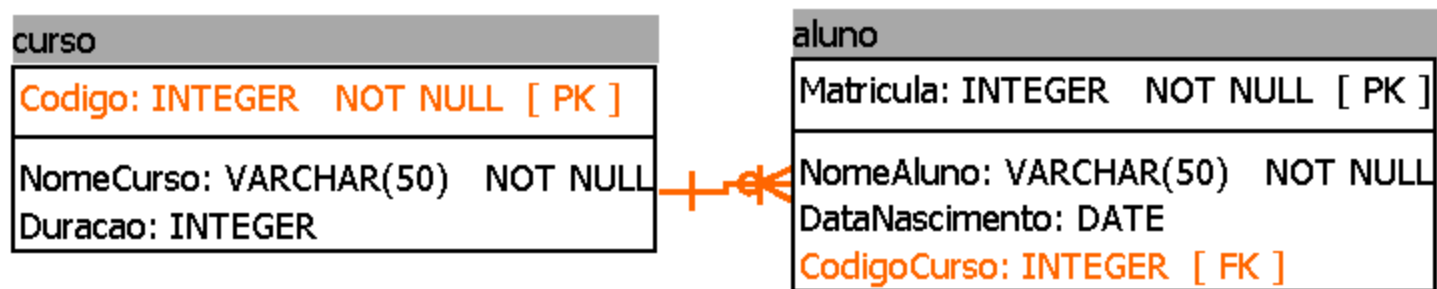 curso
Codigo: INTEGER NOT NULL [ PK ]
NomeCurso: VARCHAR(50) NOT NULL
Duracao: INTEGER
aluno
Matricula: INTEGER NOT NULL [ PK ]
NomeAluno: VARCHAR(50) NOT NULL
DataNascimento: DATE
CodigoCurso: INTEGER [ FK ]